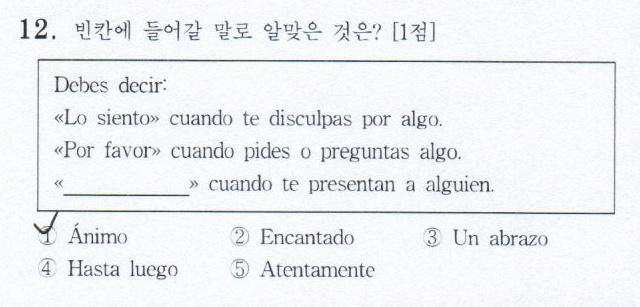 12. 빈칸에 들어갈 말로 알맞은 것은? [1점]
Debes decir:
«Lo siento» cuando te disculpas por algo.
«Por favor» cuando pides o preguntas algo.
«____________» cuando te presentan a alguien.
① Ánimo ② Encantado ③ Un abrazo
④ Hasta luego ⑤ Atentamente